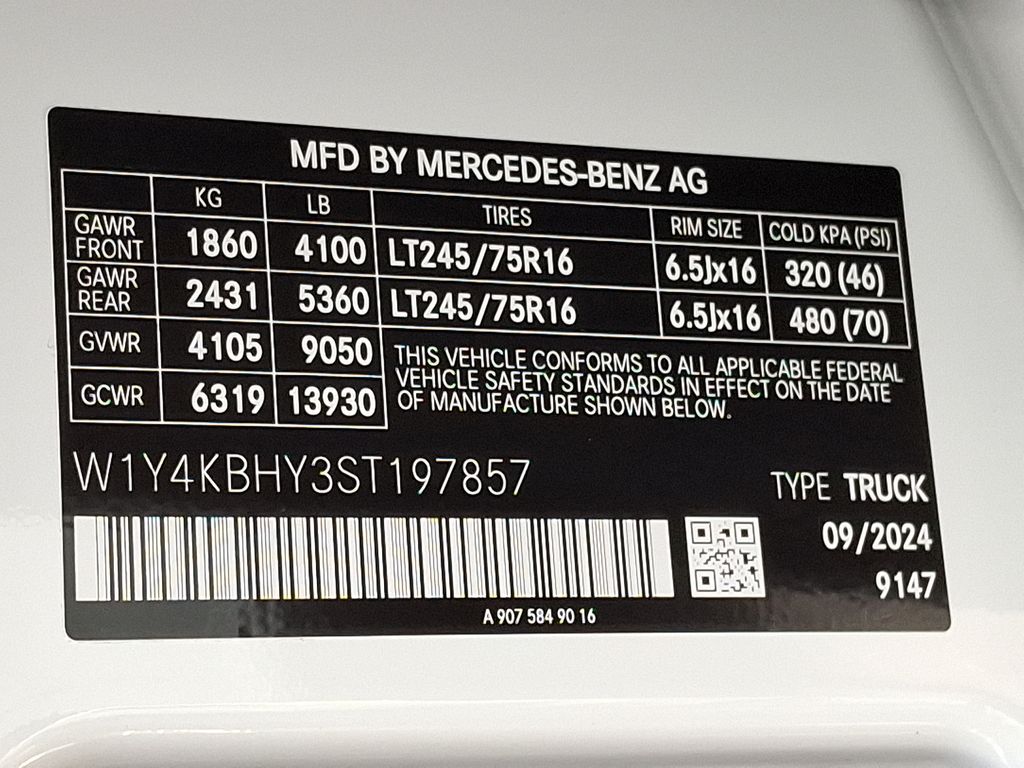 MFD BY MERCEDES-BENZ AG
KG LB TIRES RIM SIZE COLD KPA (PSI)
GAWR FRONT 1860 4100 LT245/75R16 6.5Jx16 320 (46)
GAWR REAR 2431 5360 LT245/75R16 6.5Jx16 480 (70)
GVWR 4105 9050
GCWR 6319 13930
THIS VEHICLE CONFORMS TO ALL APPLICABLE FEDERAL
VEHICLE SAFETY STANDARDS IN EFFECT ON THE DATE
OF MANUFACTURE SHOWN BELOW.
W1Y4KBHY3ST197857
TYPE TRUCK
09/2024
9147
A 907 584 90 16